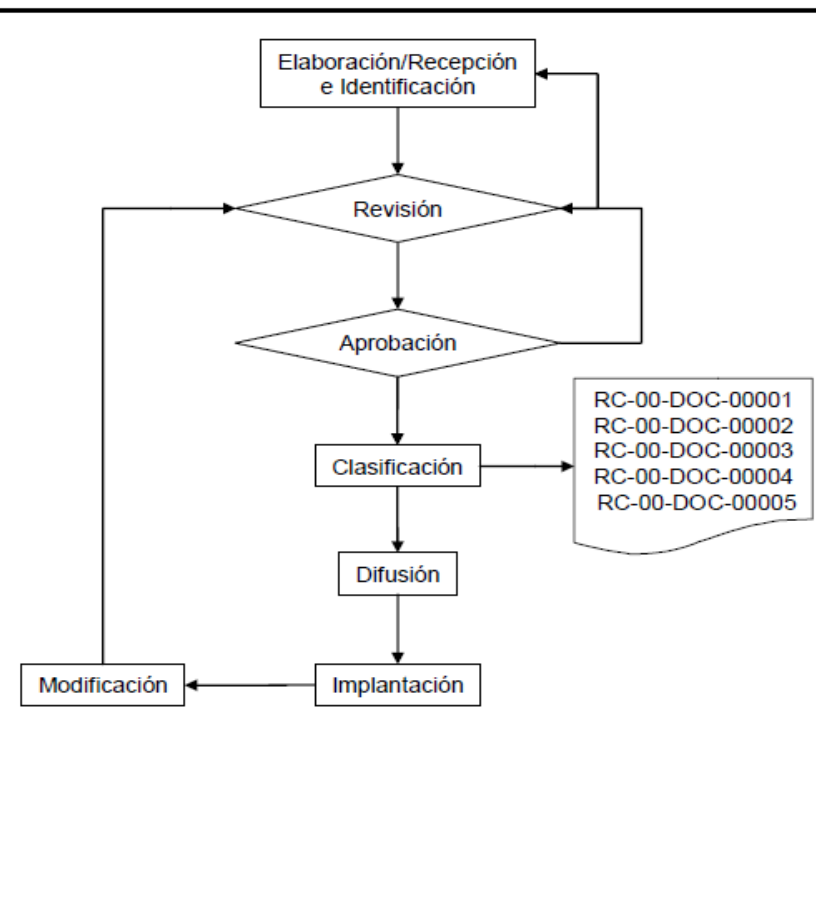 Elaboración/Recepción
e Identificación
Revisión
Aprobación
RC-00-DOC-00001
RC-00-DOC-00002
RC-00-DOC-00003
RC-00-DOC-00004
RC-00-DOC-00005
Clasificación
Difusión
Modificación
Implantación